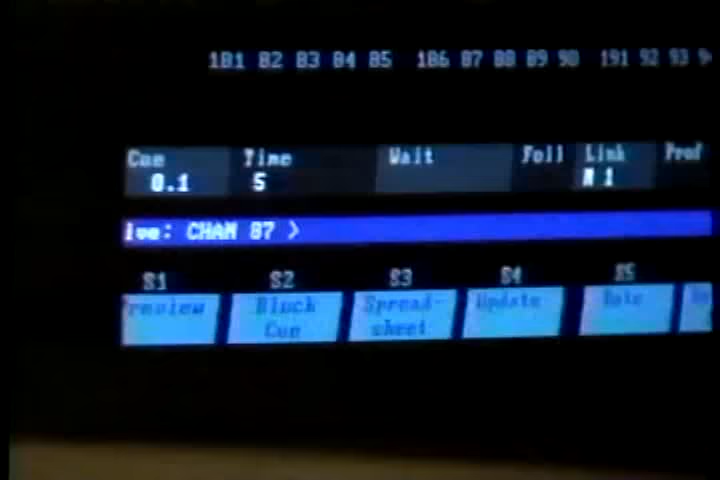 181 82 83 84 85 186 87 88 89 90 191 92 93
Cue Time Wait Foll Link
0.1 5 N 1
ive: CHAN 87 >
S1 S2 S3 S4 S5
review Block Spread- Update Rate
Cue sheet